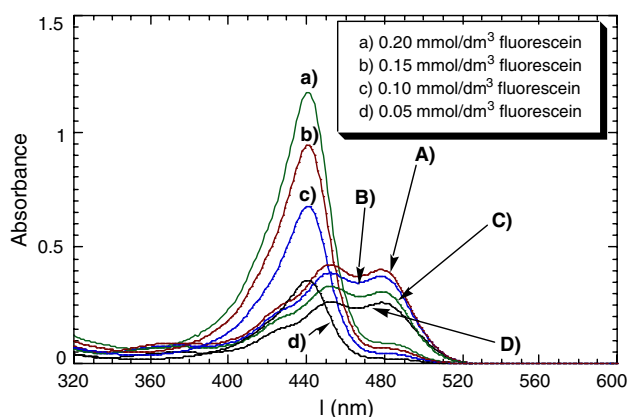 1.5
a) 0.20 mmol/dm³ fluorescein
b) 0.15 mmol/dm³ fluorescein
c) 0.10 mmol/dm³ fluorescein
d) 0.05 mmol/dm³ fluorescein
a)
1
b)
A)
B)
c)
C)
0.5
d)
D)
0
Absorbance
320 360 400 440 480 520 560 600
l (nm)